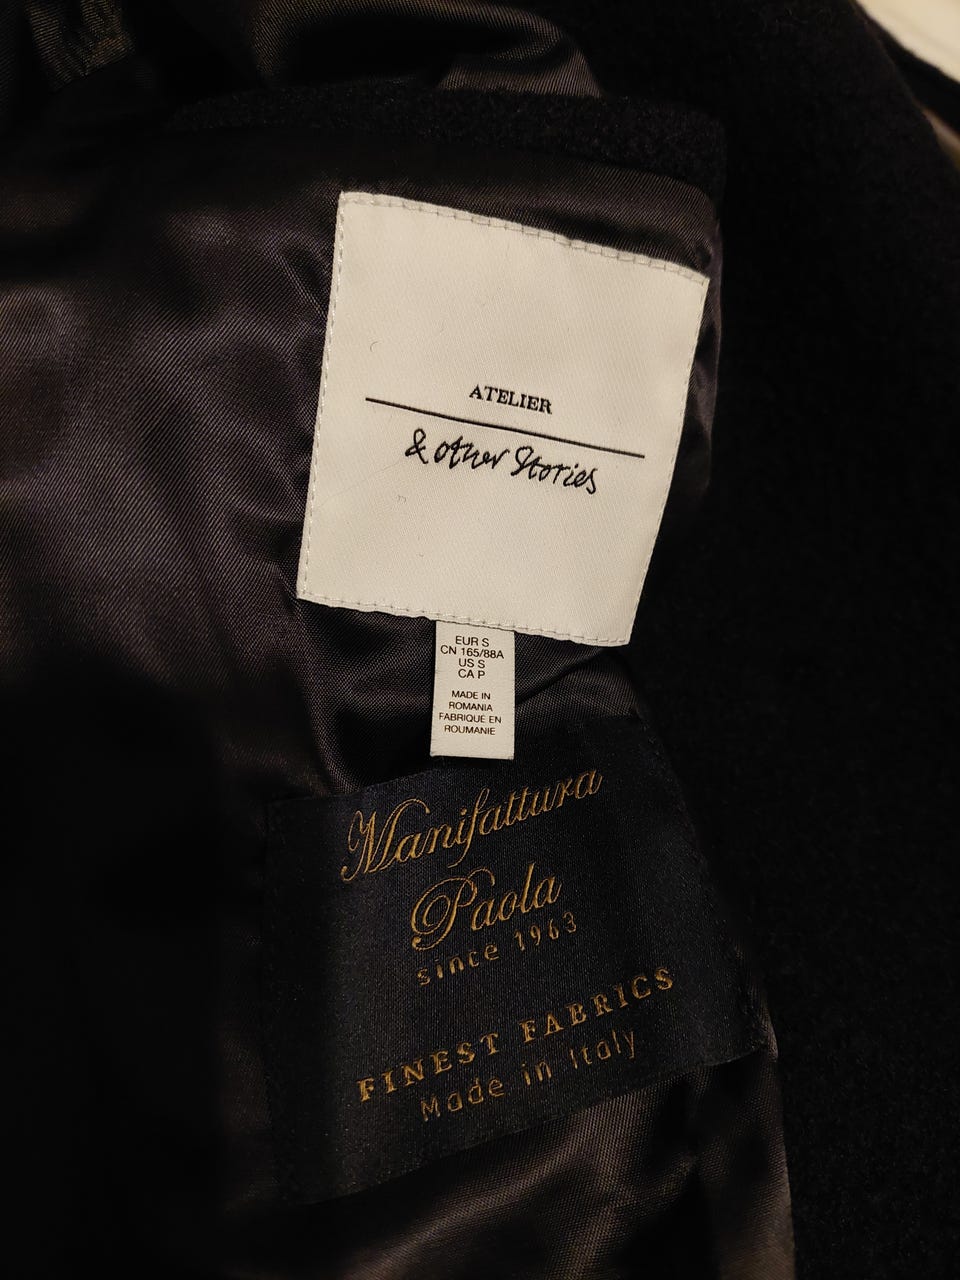 ATELIER
& other Stories
EUR S
CN 165/88A
US S
CA P
MADE IN
ROMANIA
FABRIQUÉ EN
ROUMANIE
Manifattura
Paola
since 1963
FINEST FABRICS
Made in Italy